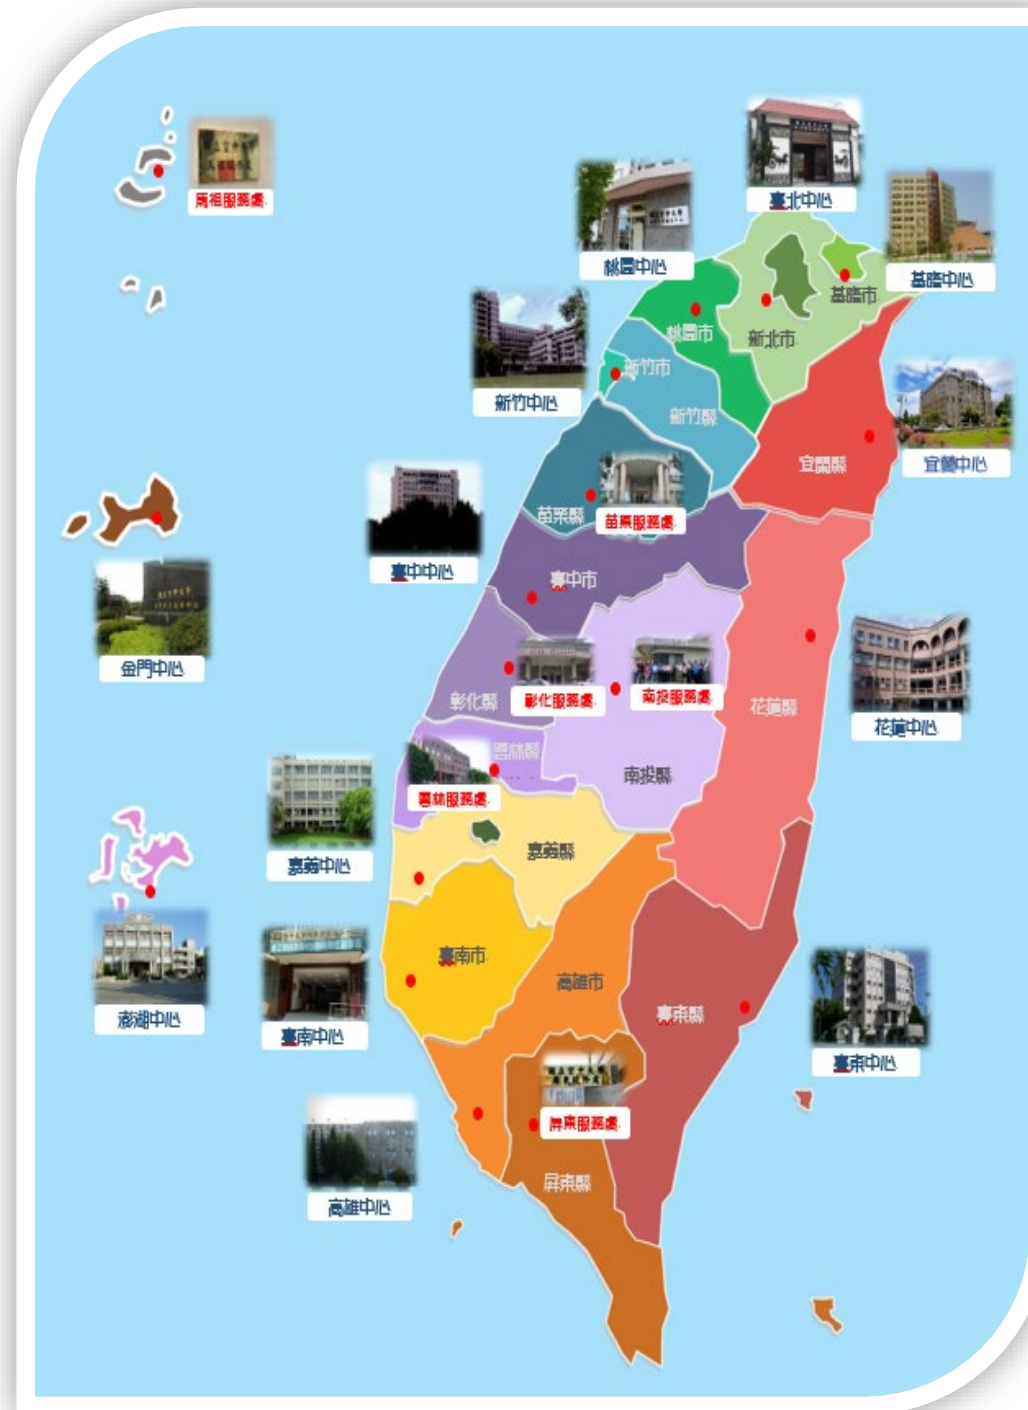 臺北中心
馬祖服務處
桃園中心
基隆中心
基隆市
桃園市
新北市
新竹市
新竹中心
新竹縣
宜蘭縣
宜蘭中心
苗栗縣
苗栗服務處
臺中中心
臺中市
金門中心
彰化縣
彰化服務處
南投服務處
花蓮縣
花蓮中心
雲林縣
南投縣
雲林服務處
嘉義縣
嘉義中心
臺南市
高雄市
澎湖中心
臺南中心
臺東縣
臺東中心
屏東服務處
屏東縣
高雄中心